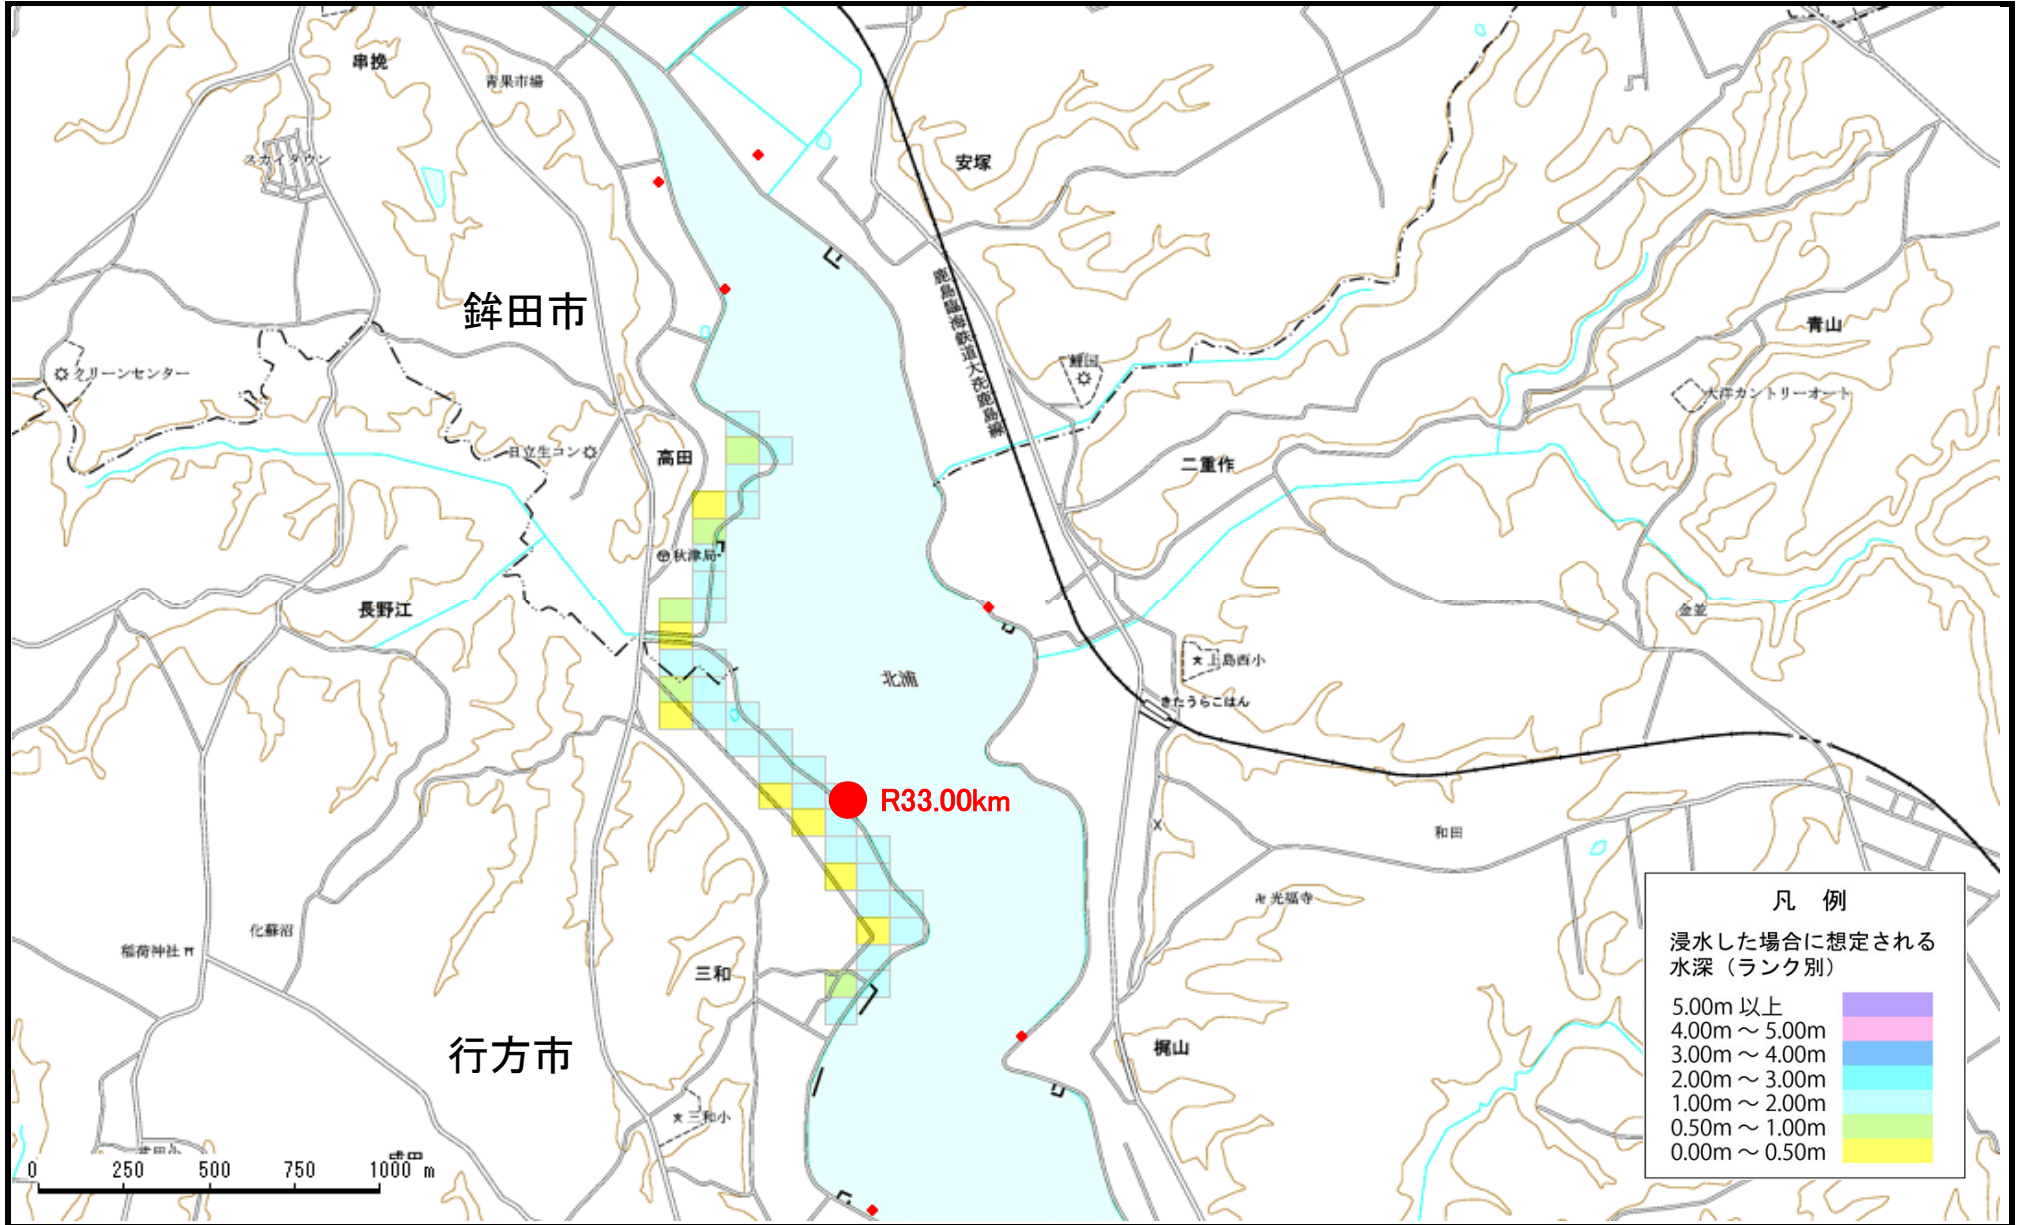 串挽
青果市場
スカイタウン
安塚
鉾田市
鹿島臨海鉄道大洗鹿島線
青山
鯉国
クリーンセンター
大洋カントリーオート
日立生コン
高田
二重作
秋津局
長野江
金並
北浦
上島西小
きたうらこはん
R33.00km
和田
光福寺
化蘇沼
稲荷神社
三和
行方市
梶山
三和小
凡 例
浸水した場合に想定される
水深（ランク別）
5.00m 以上
4.00m ～ 5.00m
3.00m ～ 4.00m
2.00m ～ 3.00m
1.00m ～ 2.00m
0.50m ～ 1.00m
0.00m ～ 0.50m
0 250 500 750 1000 m